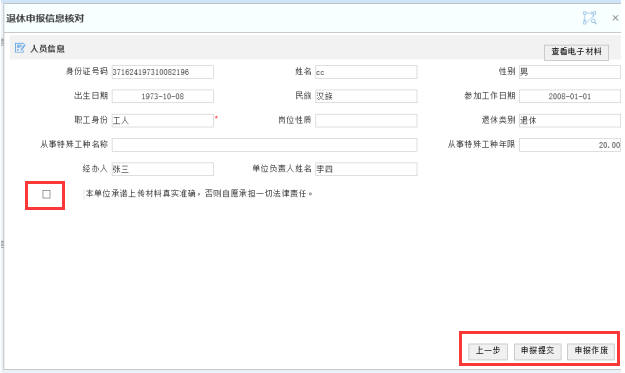 退休申报信息核对
人员信息
查看电子材料
身份证号码 371624197310082196 姓名 cc 性别 男
出生日期 1973-10-08 民族 汉族 参加工作日期 2008-01-01
职工身份 工人 * 岗位性质 退休类别 退休
从事特殊工种名称 从事特殊工种年限 20.00
经办人 张三 单位负责人姓名 李四
本单位承诺上传材料真实准确，否则自愿承担一切法律责任。
上一步 申报提交 申报作废